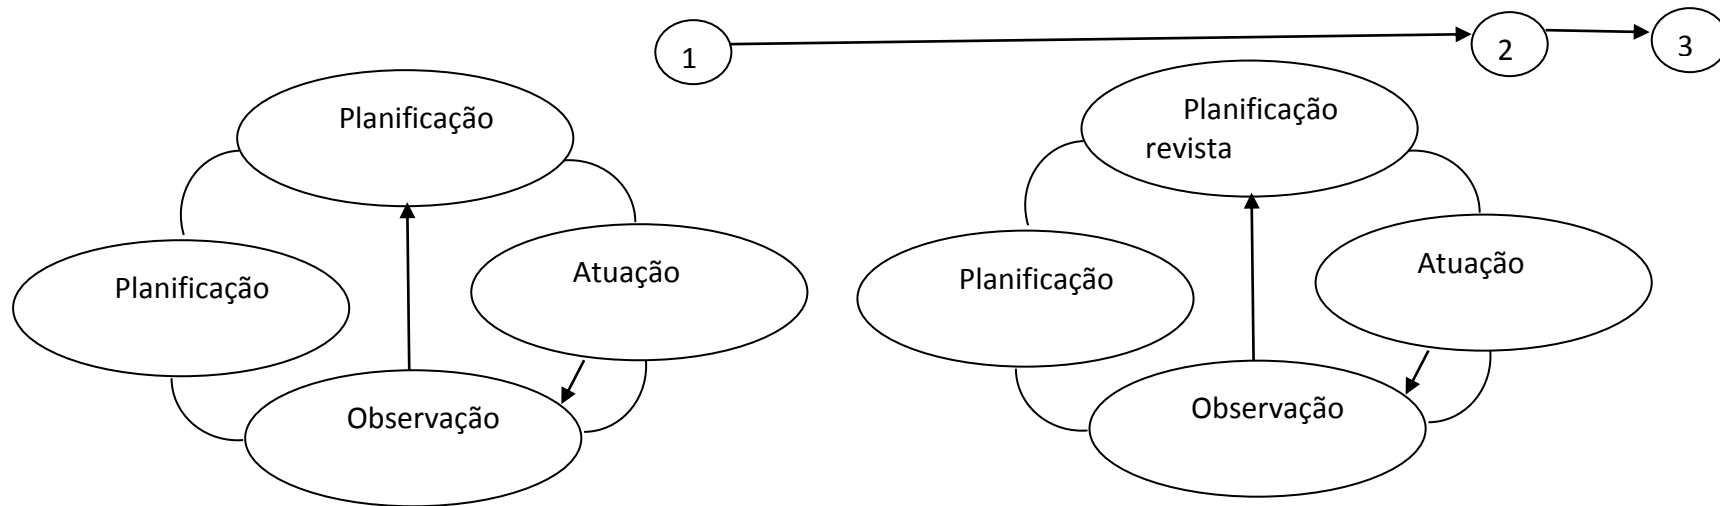 1
2
3
Planificação
Planificação
Atuação
Observação
Planificação
revista
Planificação
Atuação
Observação